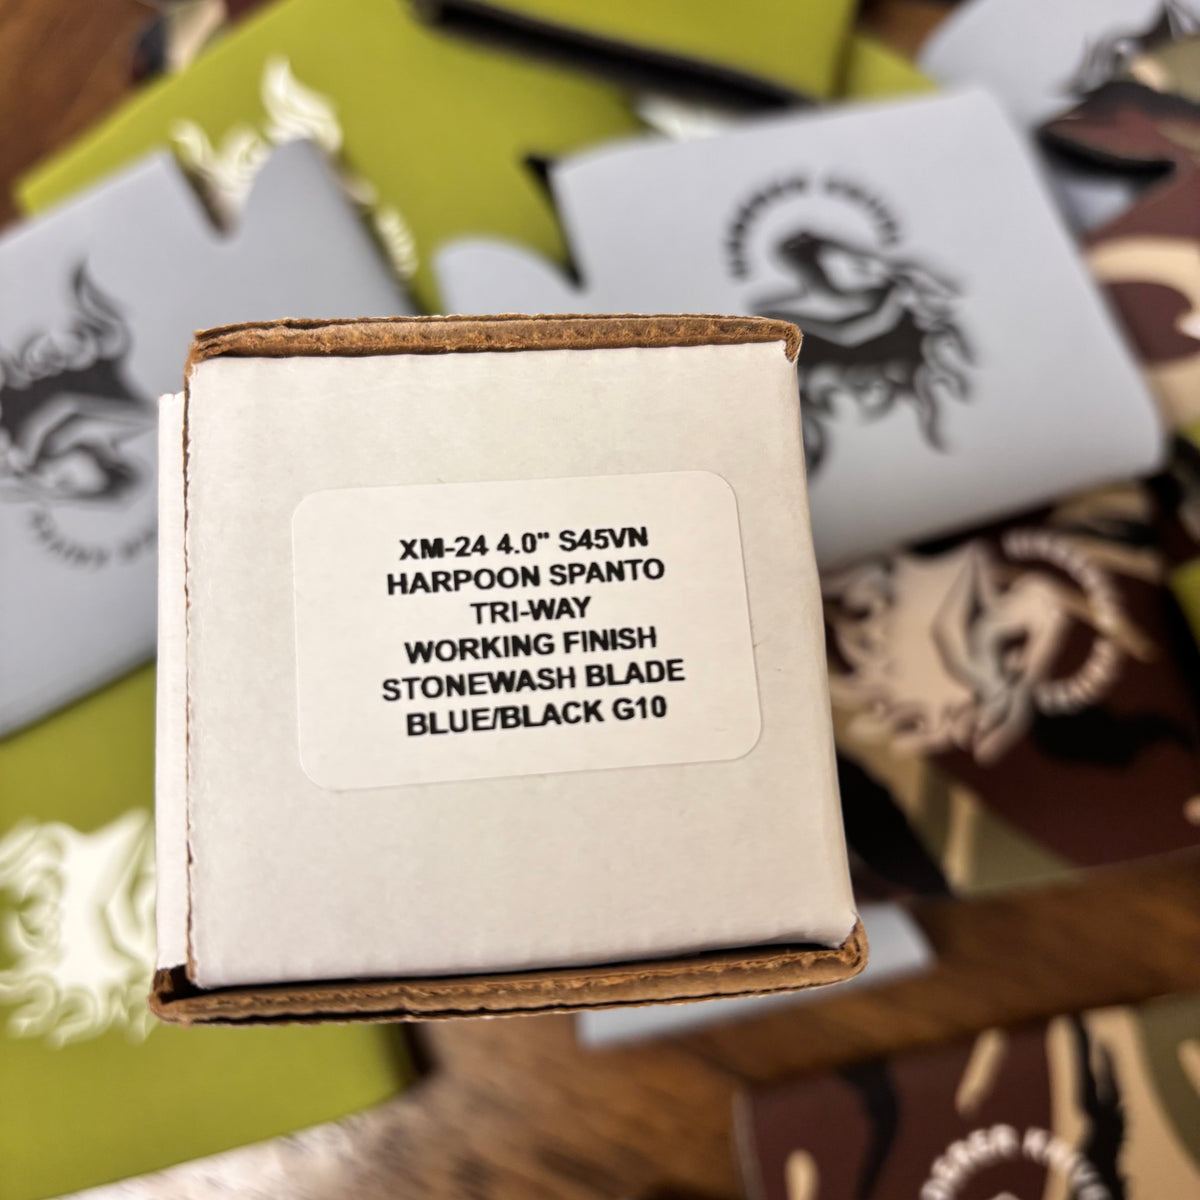 XM-24 4.0" S45VN
HARPOON SPANTO
TRI-WAY
WORKING FINISH
STONEWASH BLADE
BLUE/BLACK G10